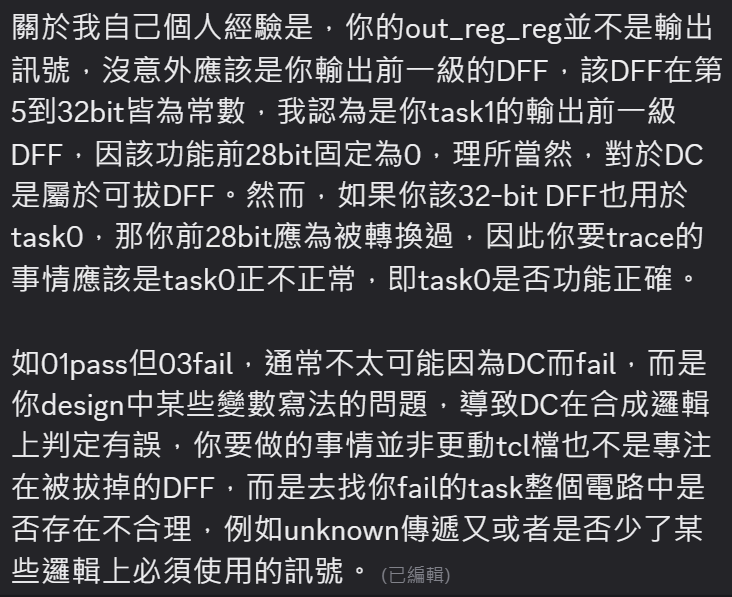 關於我自己個人經驗是，你的out_reg_reg並不是輸出
訊號，沒意外應該是你輸出前一級的DFF，該DFF在第
5到32bit皆為常數，我認為是你task1的輸出前一級
DFF，因該功能前28bit固定為0，理所當然，對於DC
是屬於可拔DFF。然而，如果你該32-bit DFF也用於
task0，那你前28bit應為被轉換過，因此你要trace的
事情應該是task0正不正常，即task0是否功能正確。
如01pass但03fail，通常不太可能因為DC而fail，而是
你design中某些變數寫法的問題，導致DC在合成邏輯
上判定有誤，你要做的事情並非更動tcl檔也不是專注
在被拔掉的DFF，而是去找你fail的task整個電路中是
否存在不合理，例如unknown傳遞又或者是否少了某
些邏輯上必須使用的訊號。(已編輯)